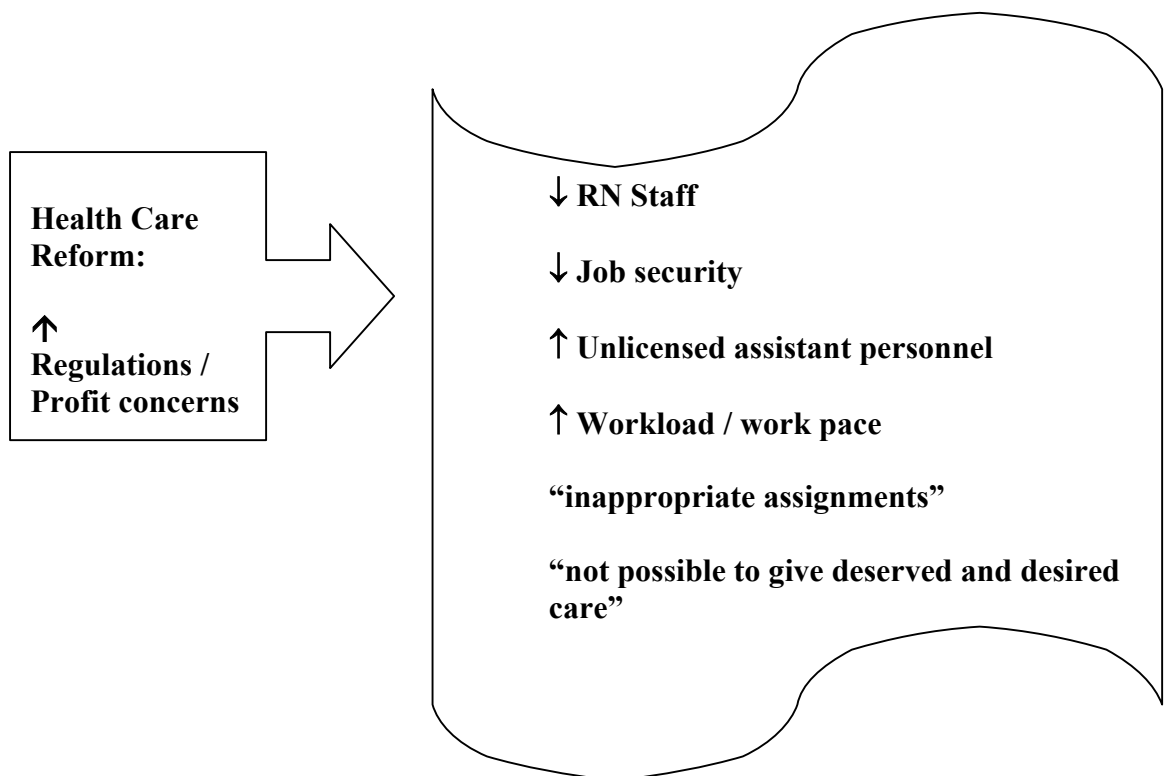 Health Care
Reform:
↑
Regulations /
Profit concerns
↓ RN Staff
↓ Job security
↑ Unlicensed assistant personnel
↑ Workload / work pace
“inappropriate assignments”
“not possible to give deserved and desired
care”